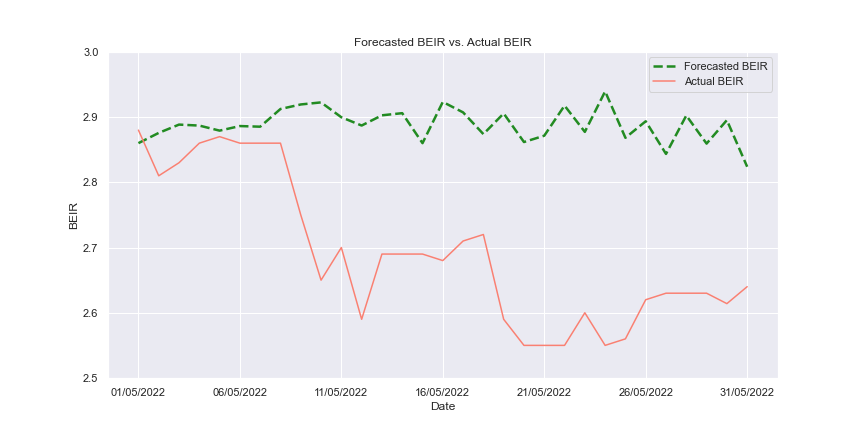 Forecasted BEIR vs. Actual BEIR
3.0
2.9
2.8
2.7
2.6
2.5
BEIR
Forecasted BEIR
Actual BEIR
01/05/2022 06/05/2022 11/05/2022 16/05/2022 21/05/2022 26/05/2022 31/05/2022
Date